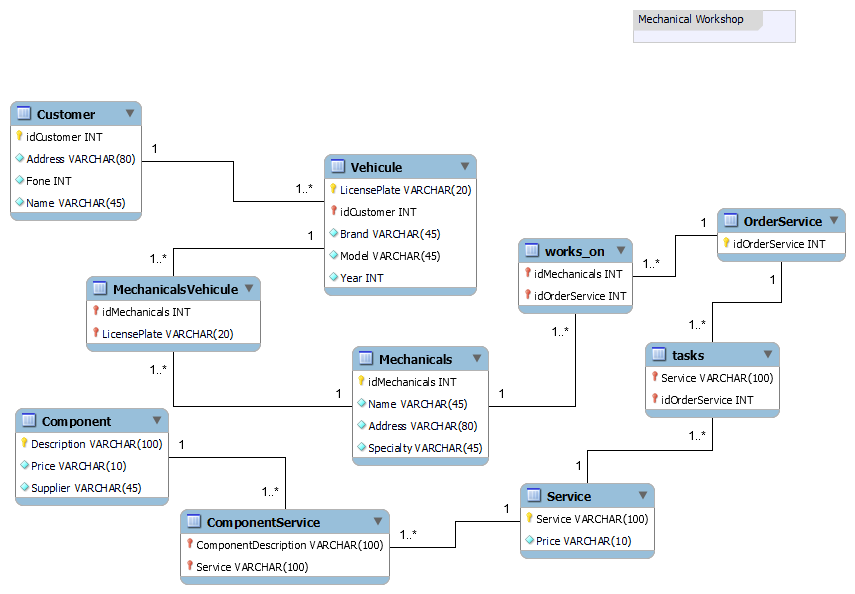 Mechanical Workshop
Customer
idCustomer INT
Address VARCHAR(80)
Fone INT
Name VARCHAR(45)
1
1..*
Vehicule
LicensePlate VARCHAR(20)
idCustomer INT
Brand VARCHAR(45)
Model VARCHAR(45)
Year INT
1
1..*
MechanicalsVehicule
idMechanicals INT
LicensePlate VARCHAR(20)
1..*
1
Mechanicals
idMechanicals INT
Name VARCHAR(45)
Address VARCHAR(80)
Specialty VARCHAR(45)
1
1..*
works_on
idMechanicals INT
idOrderService INT
1..*
1
OrderService
idOrderService INT
1
1..*
tasks
Service VARCHAR(100)
idOrderService INT
1..*
1
Service
Service VARCHAR(100)
Price VARCHAR(10)
1
1..*
ComponentService
ComponentDescription VARCHAR(100)
Service VARCHAR(100)
1..*
1
Component
Description VARCHAR(100)
Price VARCHAR(10)
Supplier VARCHAR(45)